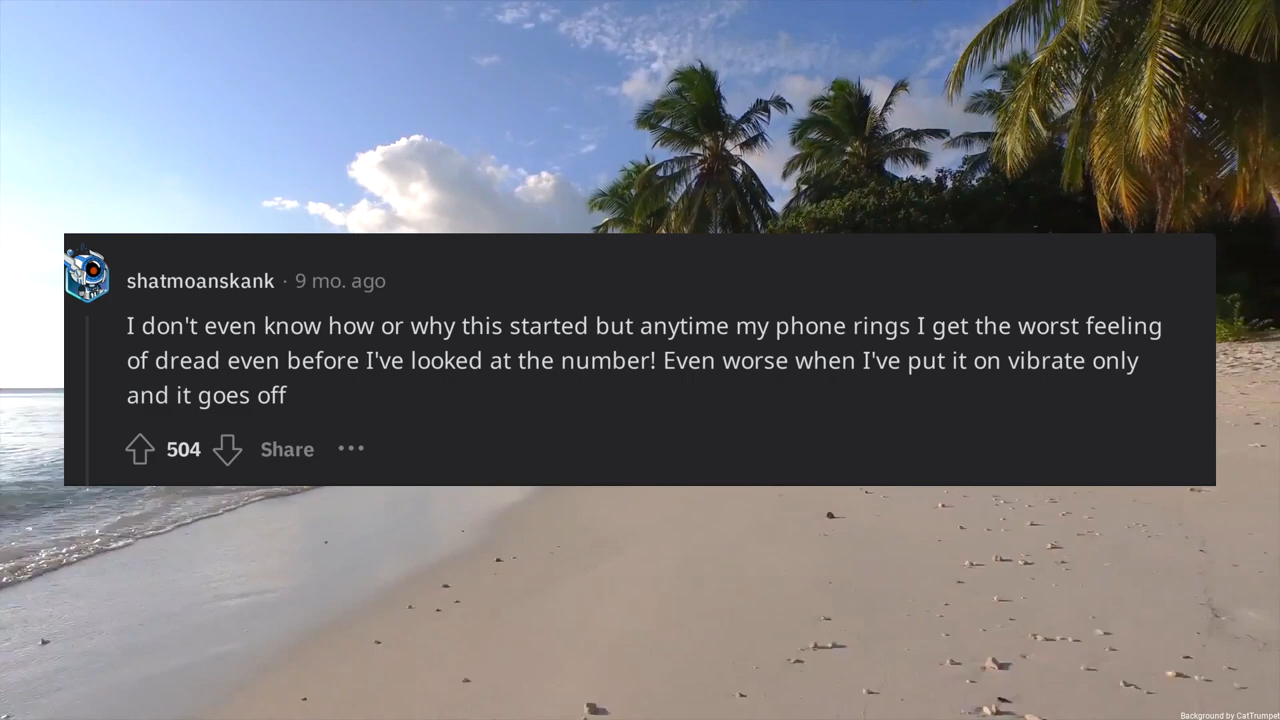 shatmoanskank · 9 mo. ago
I don't even know how or why this started but anytime my phone rings I get the worst feeling
of dread even before I've looked at the number! Even worse when I've put it on vibrate only
and it goes off
504 Share ···
Background by CatTrumpet